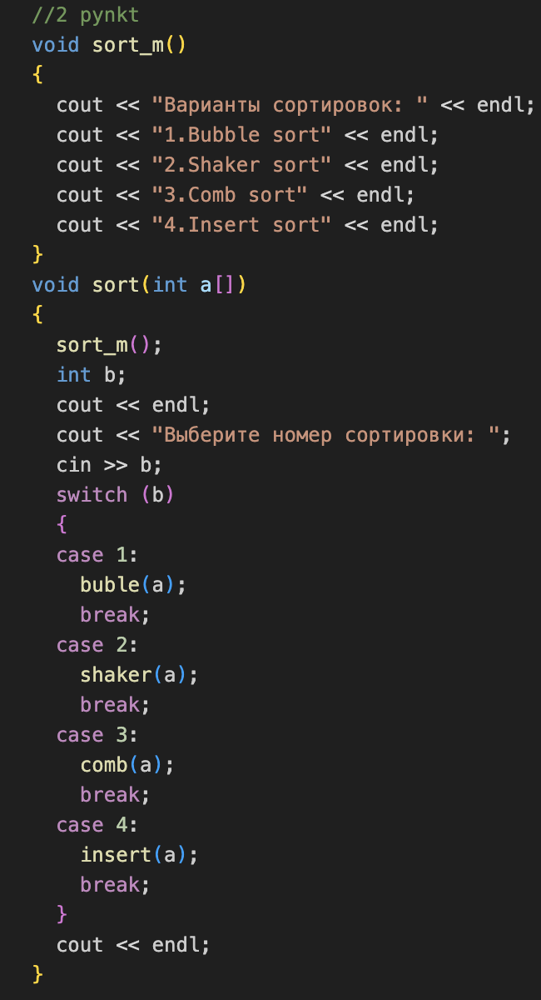 //2 pynkt
void sort_m()
{
  cout << "Варианты сортировок: " << endl;
  cout << "1.Bubble sort" << endl;
  cout << "2.Shaker sort" << endl;
  cout << "3.Comb sort" << endl;
  cout << "4.Insert sort" << endl;
}
void sort(int a[])
{
  sort_m();
  int b;
  cout << endl;
  cout << "Выберите номер сортировки: ";
  cin >> b;
  switch (b)
  {
  case 1:
    buble(a);
    break;
  case 2:
    shaker(a);
    break;
  case 3:
    comb(a);
    break;
  case 4:
    insert(a);
    break;
  }
  cout << endl;
}